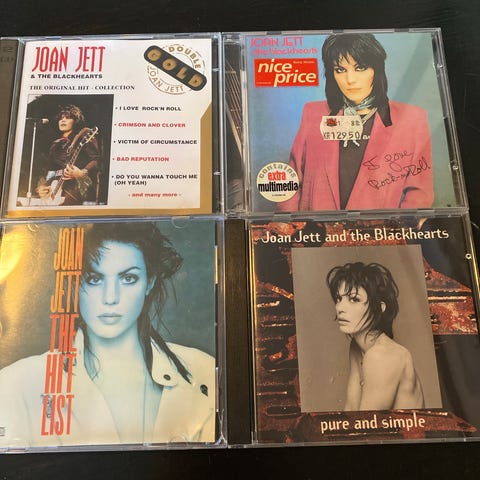 JOAN JETT
& THE BLACKHEARTS
THE ORIGINAL HIT - COLLECTION
DOUBLE
GOLD
JOAN JETT
• I LOVE ROCK'N ROLL
• CRIMSON AND CLOVER
• VICTIM OF CIRCUMSTANCE
• BAD REPUTATION
• DO YOU WANNA TOUCH ME
(OH YEAH)
- and many more -
JOAN JETT
& the blackhearts
nice
price
KR 129.50
contains
extra
multimedia
I love
Rock-n-Roll
JOAN
JETT
THE
HIT
LIST
Joan Jett and the Blackhearts
pure and simple